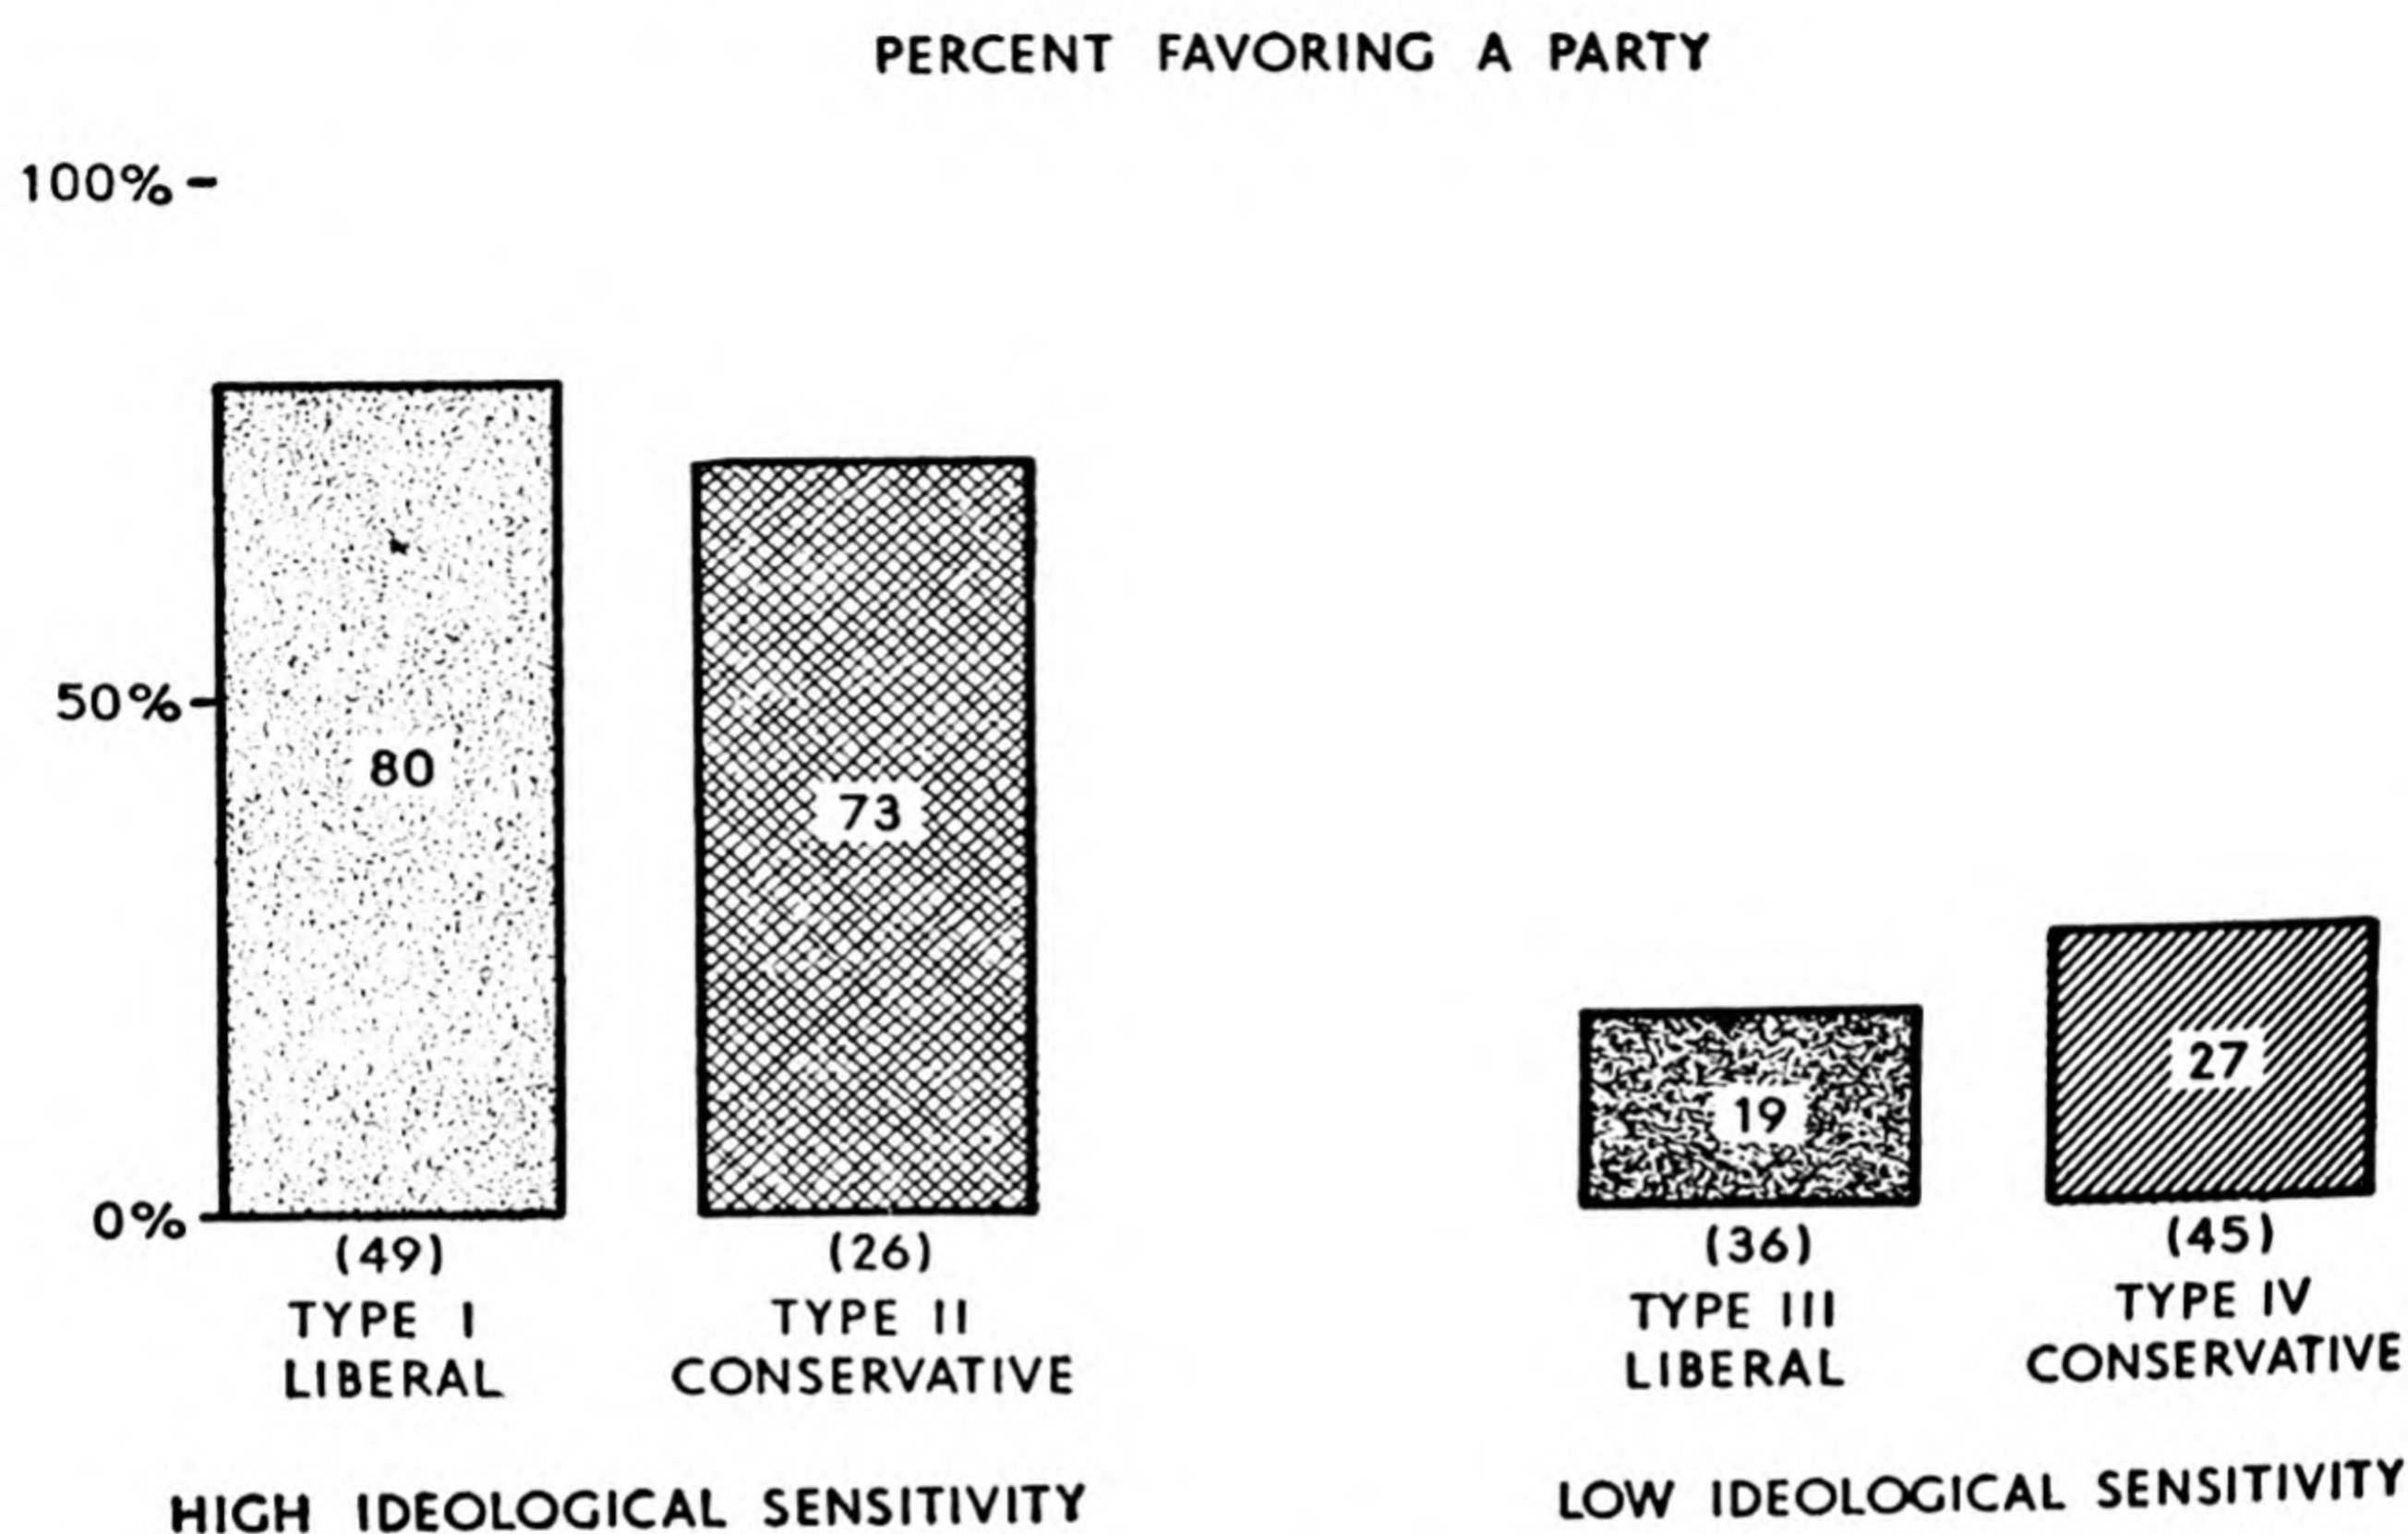 PERCENT FAVORING A PARTY
100%
50%
0%
80
73
19
27
(49)
TYPE I
LIBERAL
(26)
TYPE II
CONSERVATIVE
(36)
TYPE III
LIBERAL
(45)
TYPE IV
CONSERVATIVE
HIGH IDEOLOGICAL SENSITIVITY
LOW IDEOLOGICAL SENSITIVITY